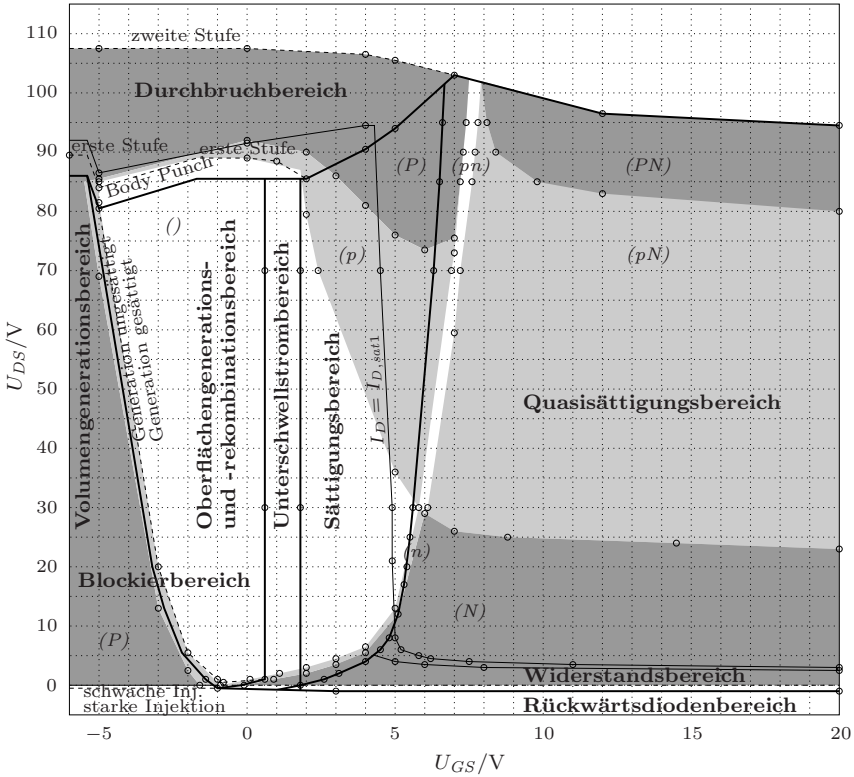 110
100
90
80
70
60
50
40
30
20
10
0
U_DS/V
−5
0
5
10
15
20
U_GS/V
zweite Stufe
Durchbruchbereich
erste Stufe
erste Stufe
Body Punch
()
(P)
(pn)
(PN)
(p)
(pN)
Volumengenerationsbereich
Generation ungesättigt
Generation gesättigt
Oberflächengenerations-
und -rekombinationsbereich
Unterschwellstrombereich
Sättigungsbereich
I_D = I_D,sat1
Quasisättigungsbereich
Blockierbereich
(n)
(P)
(N)
Widerstandsbereich
schwache Inj.
starke Injektion
Rückwärtsdiodenbereich